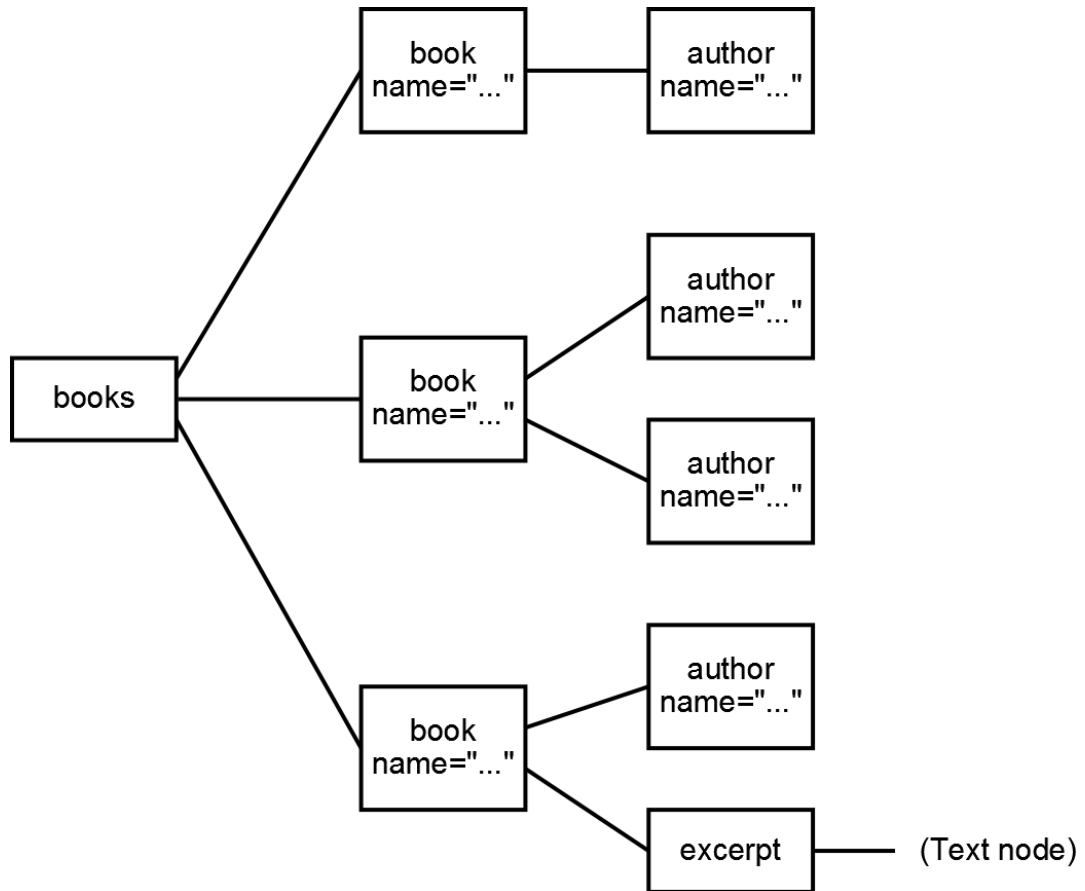 book
name="..."
author
name="..."
author
name="..."
books
book
name="..."
author
name="..."
author
name="..."
book
name="..."
excerpt
(Text node)